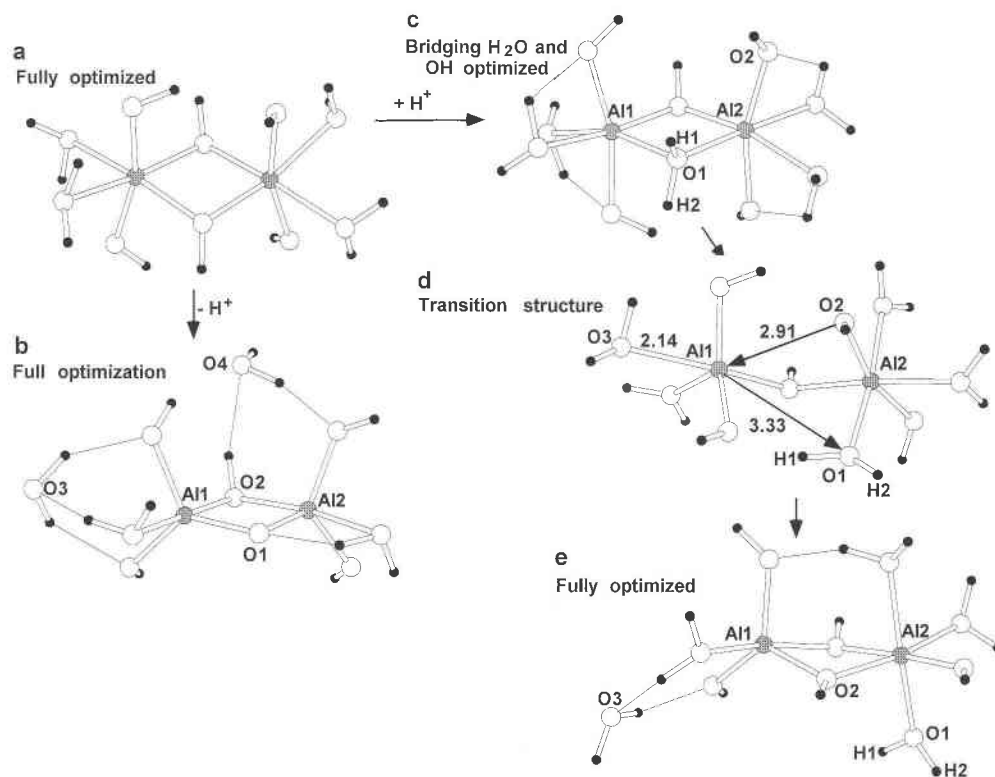 a
Fully optimized
+ H+
c
Bridging H2O and
OH optimized
O2
Al1
Al2
H1
O1
H2
- H+
b
Full optimization
O4
O3
Al1
O2
Al2
O1
d
Transition structure
O3
2.14
Al1
2.91
O2
Al2
3.33
H1
O1
H2
e
Fully optimized
Al1
Al2
O2
O3
O1
H1
H2